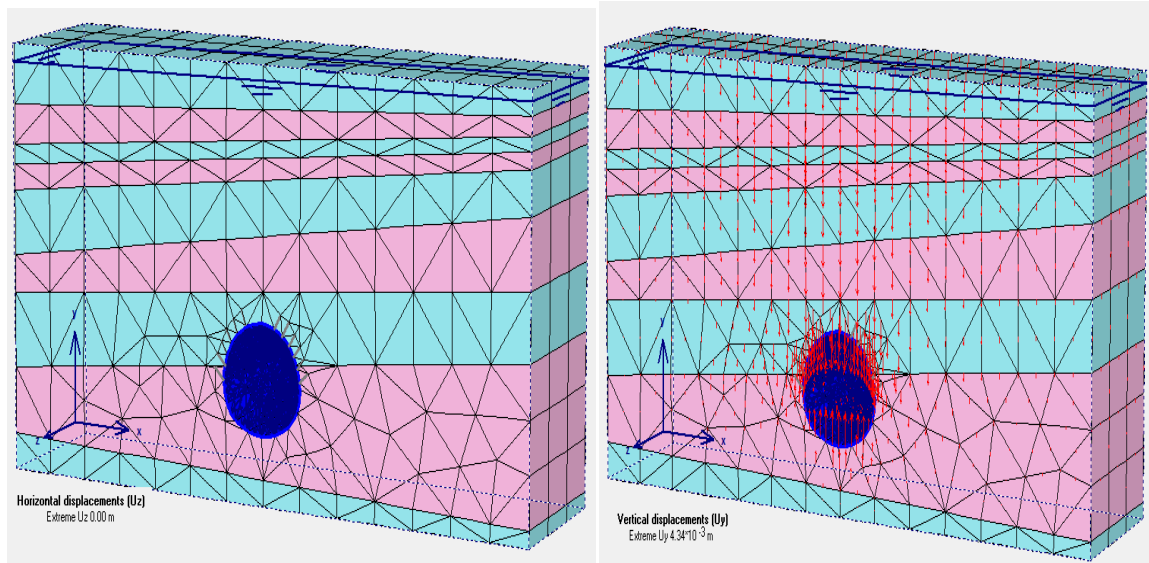 y
z
x
Horizontal displacements (Uz)
Extreme Uz 0.00 m
y
z
x
Vertical displacements (Uy)
Extreme Uy 4.34*10 -3 m